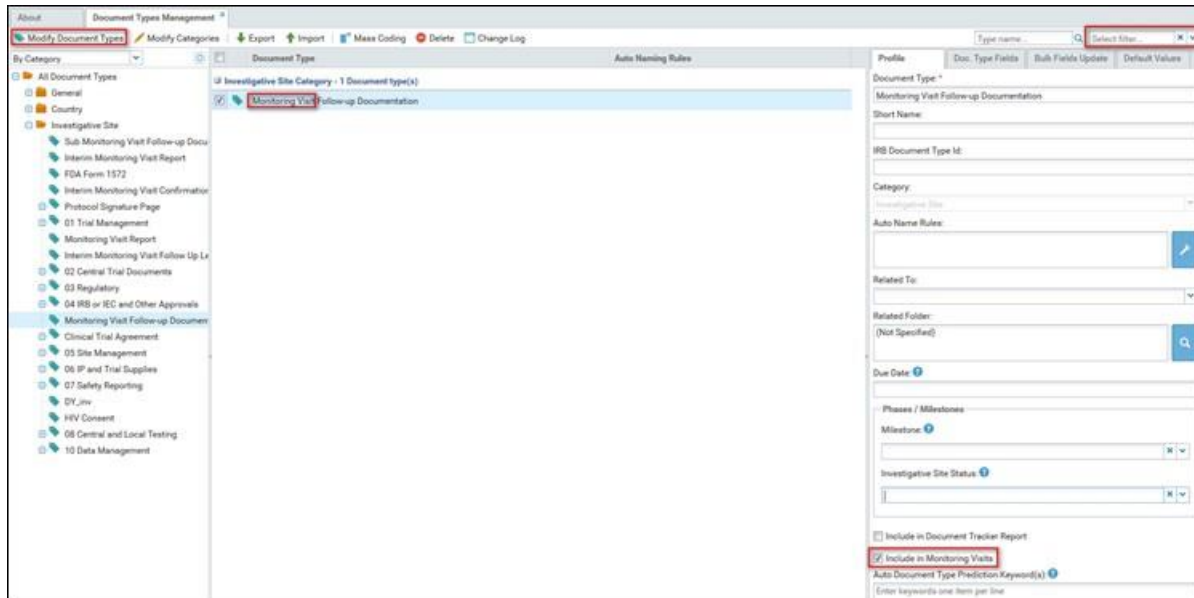 About
Document Types Management
Modify Document Types
Modify Categories
Export
Import
Mass Coding
Delete
Change Log
Type name...
Select filter...
By Category
Document Type
Auto Naming Rules
Profile
Doc. Type Fields
Bulk Fields Update
Default Values
All Document Types
General
Country
Investigative Site
Sub Monitoring Visit Follow-up Docu
Interim Monitoring Visit Report
FDA Form 1572
Interim Monitoring Visit Confirmation
Protocol Signature Page
01 Trial Management
Monitoring Visit Report
Interim Monitoring Visit Follow Up Le
02 Central Trial Documents
03 Regulatory
04 IRB or IEC and Other Approvals
Monitoring Visit Follow-up Documen
Clinical Trial Agreement
05 Site Management
06 IP and Trial Supplies
07 Safety Reporting
DY_inv
HIV Consent
08 Central and Local Testing
10 Data Management
Investigative Site Category - 1 Document type(s)
Monitoring Visit Follow-up Documentation
Document Type: *
Monitoring Visit Follow-up Documentation
Short Name:
IRB Document Type Id:
Category:
Investigative Site
Auto Name Rules:
Related To:
Related Folder:
(Not Specified)
Due Date:
Phases / Milestones
Milestone:
Investigative Site Status:
Include in Document Tracker Report
Include in Monitoring Visits
Auto Document Type Prediction Keyword(s):
Enter keywords one item per line